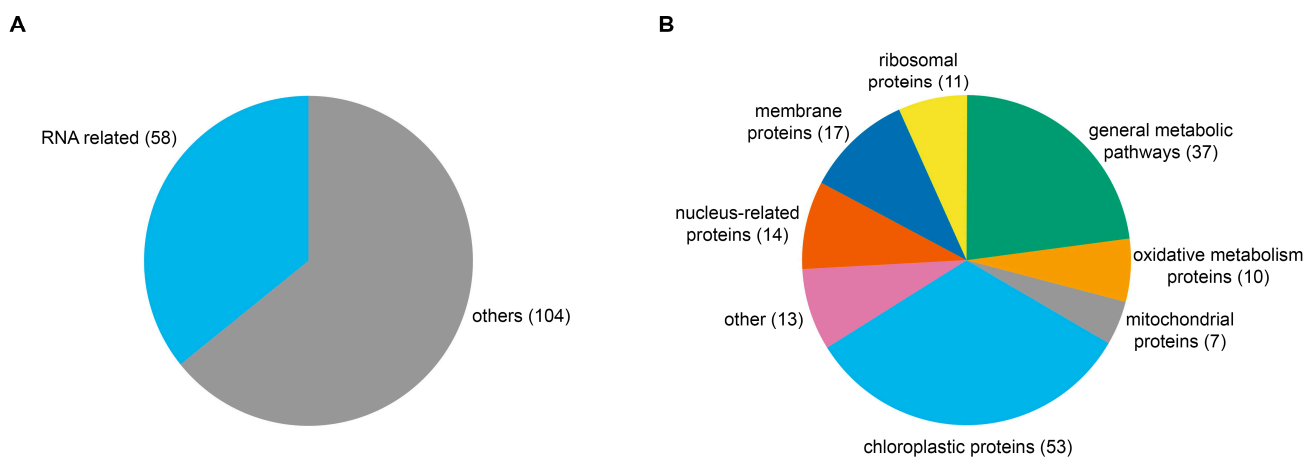 A
RNA related (58)
others (104)
B
ribosomal
proteins (11)
membrane
proteins (17)
general metabolic
pathways (37)
nucleus-related
proteins (14)
oxidative metabolism
proteins (10)
other (13)
mitochondrial
proteins (7)
chloroplastic proteins (53)